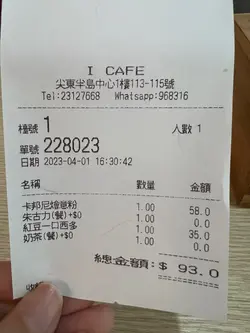 I CAFE
尖東半島中心1樓113-115號
Tel:23127668 Whatsapp:968316
檯號 1 人數 1
單號 228023
日期 2023-04-01 16:30:42
名稱 數量 金額
卡邦尼燴意粉 1.00 58.0
朱古力(餐)+$0 1.00 0.0
紅豆一口西多 1.00 35.0
奶茶(餐)+$0 1.00 0.0
總金額:$ 93.0